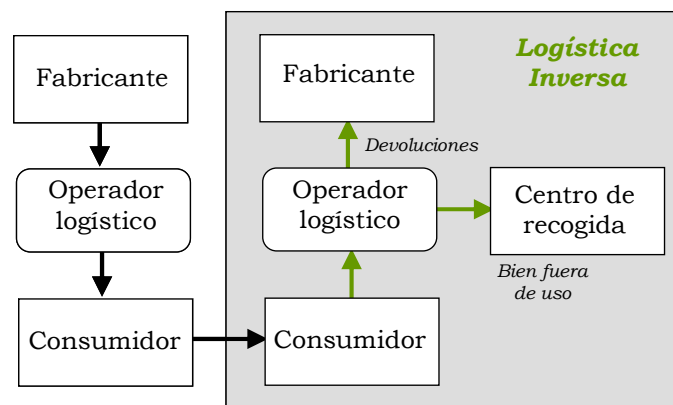 Fabricante
Operador
logístico
Consumidor
Logística
Inversa
Fabricante
Devoluciones
Operador
logístico
Centro de
recogida
Bien fuera
de uso
Consumidor